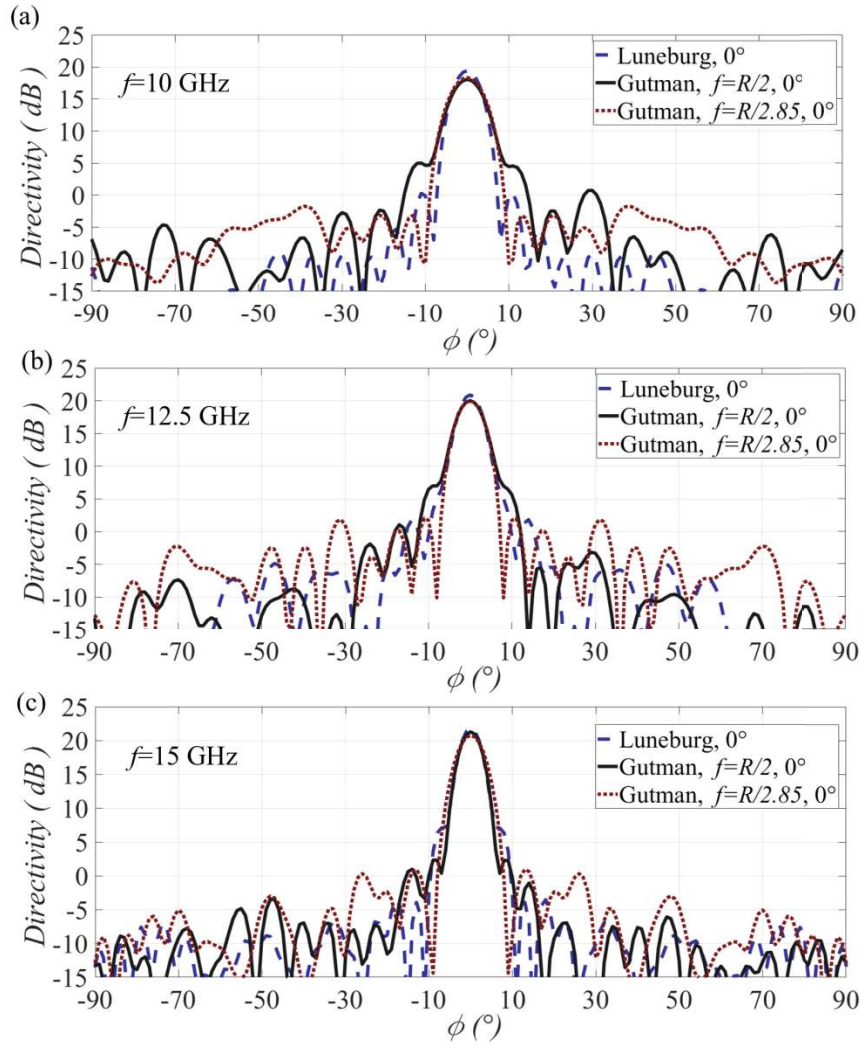 (a)
25
20
15
10
5
0
-5
-10
-15
Directivity ( dB )
f=10 GHz
Luneburg, 0°
Gutman, f=R/2, 0°
Gutman, f=R/2.85, 0°
-90 -70 -50 -30 -10 10 30 50 70 90
ϕ (°)
(b)
25
20
15
10
5
0
-5
-10
-15
Directivity ( dB )
f=12.5 GHz
Luneburg, 0°
Gutman, f=R/2, 0°
Gutman, f=R/2.85, 0°
-90 -70 -50 -30 -10 10 30 50 70 90
ϕ (°)
(c)
25
20
15
10
5
0
-5
-10
-15
Directivity ( dB )
f=15 GHz
Luneburg, 0°
Gutman, f=R/2, 0°
Gutman, f=R/2.85, 0°
-90 -70 -50 -30 -10 10 30 50 70 90
ϕ (°)